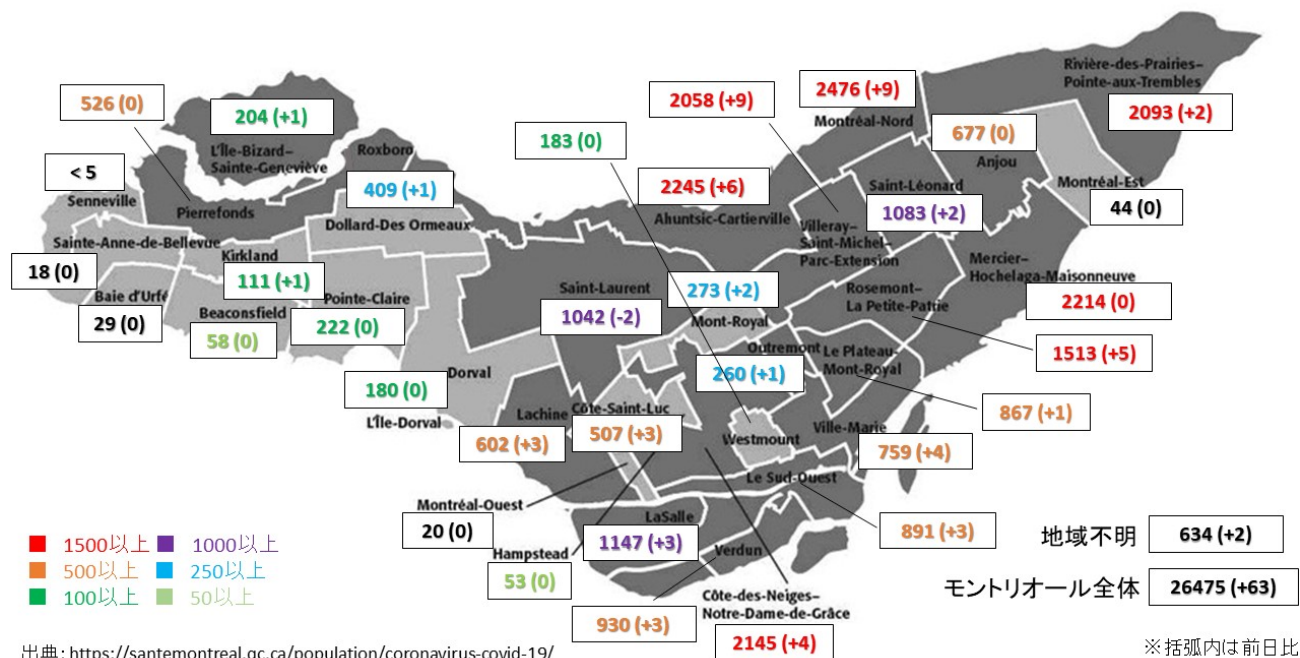 Rivière-des-Prairies–
Pointe-aux-Trembles
2093 (+2)
2476 (+9)
Montréal-Nord
2058 (+9)
526 (0)
204 (+1)
L'Île-Bizard–
Sainte-Geneviève
183 (0)
677 (0)
Anjou
Roxboro
< 5
Senneville
409 (+1)
2245 (+6)
Saint-Léonard
1083 (+2)
Montréal-Est
44 (0)
Pierrefonds
Dollard-Des Ormeaux
Ahuntsic-Cartierville
Villeray–
Saint-Michel–
Parc-Extension
Sainte-Anne-de-Bellevue
18 (0)
Kirkland
111 (+1)
Mercier–
Hochelaga-Maisonneuve
2214 (0)
Baie d'Urfé
29 (0)
Beaconsfield
58 (0)
Pointe-Claire
222 (0)
Saint-Laurent
1042 (-2)
273 (+2)
Mont-Royal
Rosemont–
La Petite-Patrie
1513 (+5)
Outremont
260 (+1)
Le Plateau-
Mont-Royal
867 (+1)
Dorval
180 (0)
L'Île-Dorval
Lachine
602 (+3)
Côte-Saint-Luc
507 (+3)
Westmount
Ville-Marie
759 (+4)
Le Sud-Ouest
891 (+3)
Montréal-Ouest
20 (0)
LaSalle
1147 (+3)
Hampstead
53 (0)
Verdun
930 (+3)
Côte-des-Neiges–
Notre-Dame-de-Grâce
2145 (+4)
地域不明 634 (+2)
モントリオール全体 26475 (+63)
1500以上 1000以上
500以上 250以上
100以上 50以上
出典: https://santemontreal.qc.ca/population/coronavirus-covid-19/
※括弧内は前日比